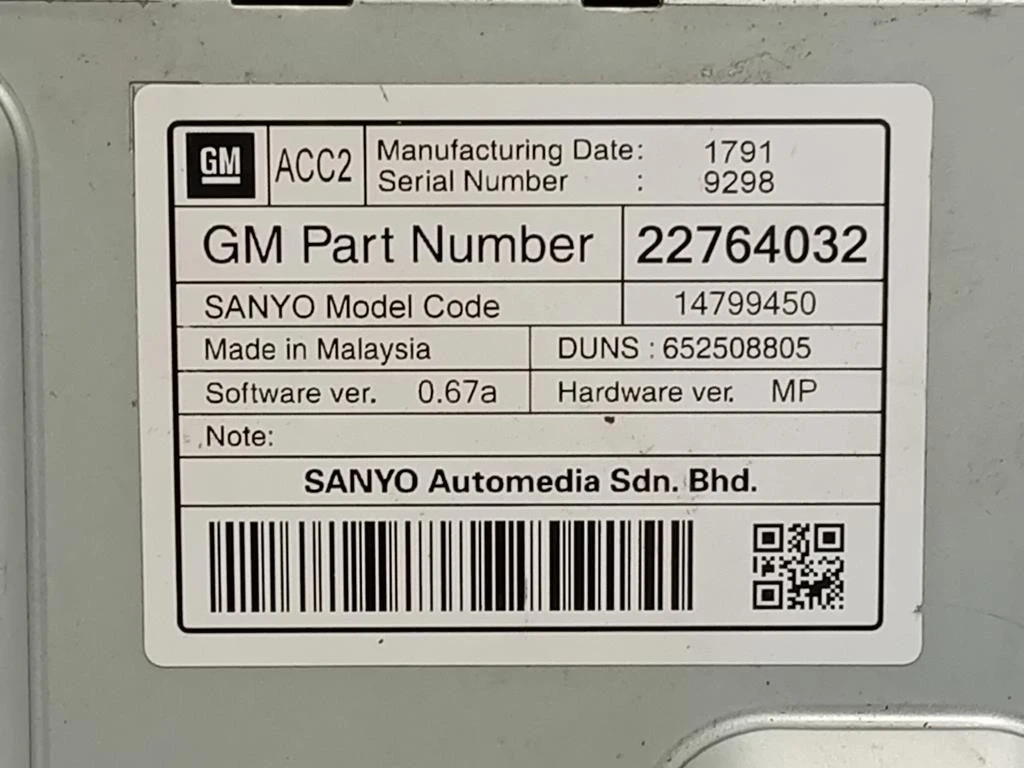 GM ACC2 Manufacturing Date: 1791
Serial Number : 9298
GM Part Number 22764032
SANYO Model Code 14799450
Made in Malaysia DUNS : 652508805
Software ver. 0.67a Hardware ver. MP
Note:
SANYO Automedia Sdn. Bhd.